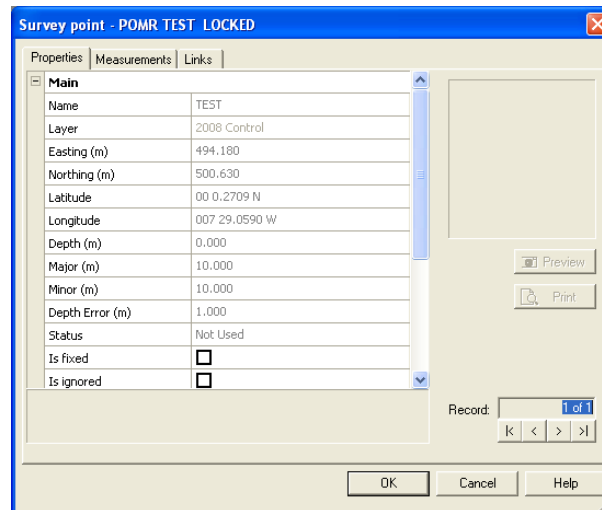 Survey point - POMR TEST  LOCKED
Properties Measurements Links
Main
Name TEST
Layer 2008 Control
Easting (m) 494.180
Northing (m) 500.630
Latitude 00 0.2709 N
Longitude 007 29.0590 W
Depth (m) 0.000
Major (m) 10.000
Minor (m) 10.000
Depth Error (m) 1.000
Status Not Used
Is fixed
Is ignored
Preview
Print
Record: 1 of 1
OK Cancel Help